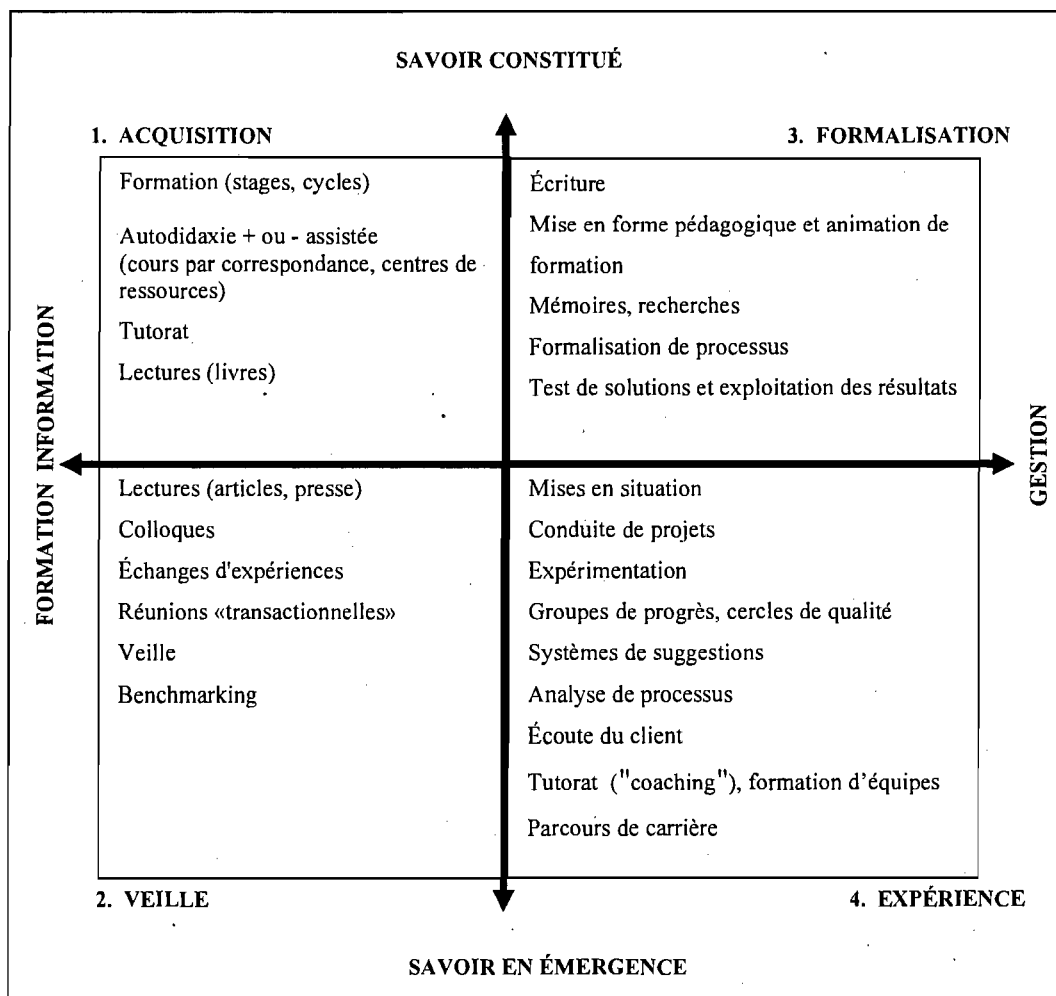 SAVOIR CONSTITUÉ
1. ACQUISITION
Formation (stages, cycles)
Autodidaxie + ou - assistée
(cours par correspondance, centres de
ressources)
Tutorat
Lectures (livres)
3. FORMALISATION
Écriture
Mise en forme pédagogique et animation de
formation
Mémoires, recherches
Formalisation de processus
Test de solutions et exploitation des résultats
FORMATION INFORMATION
GESTION
Lectures (articles, presse)
Colloques
Échanges d'expériences
Réunions «transactionnelles»
Veille
Benchmarking
2. VEILLE
Mises en situation
Conduite de projets
Expérimentation
Groupes de progrès, cercles de qualité
Systèmes de suggestions
Analyse de processus
Écoute du client
Tutorat ("coaching"), formation d'équipes
Parcours de carrière
4. EXPÉRIENCE
SAVOIR EN ÉMERGENCE